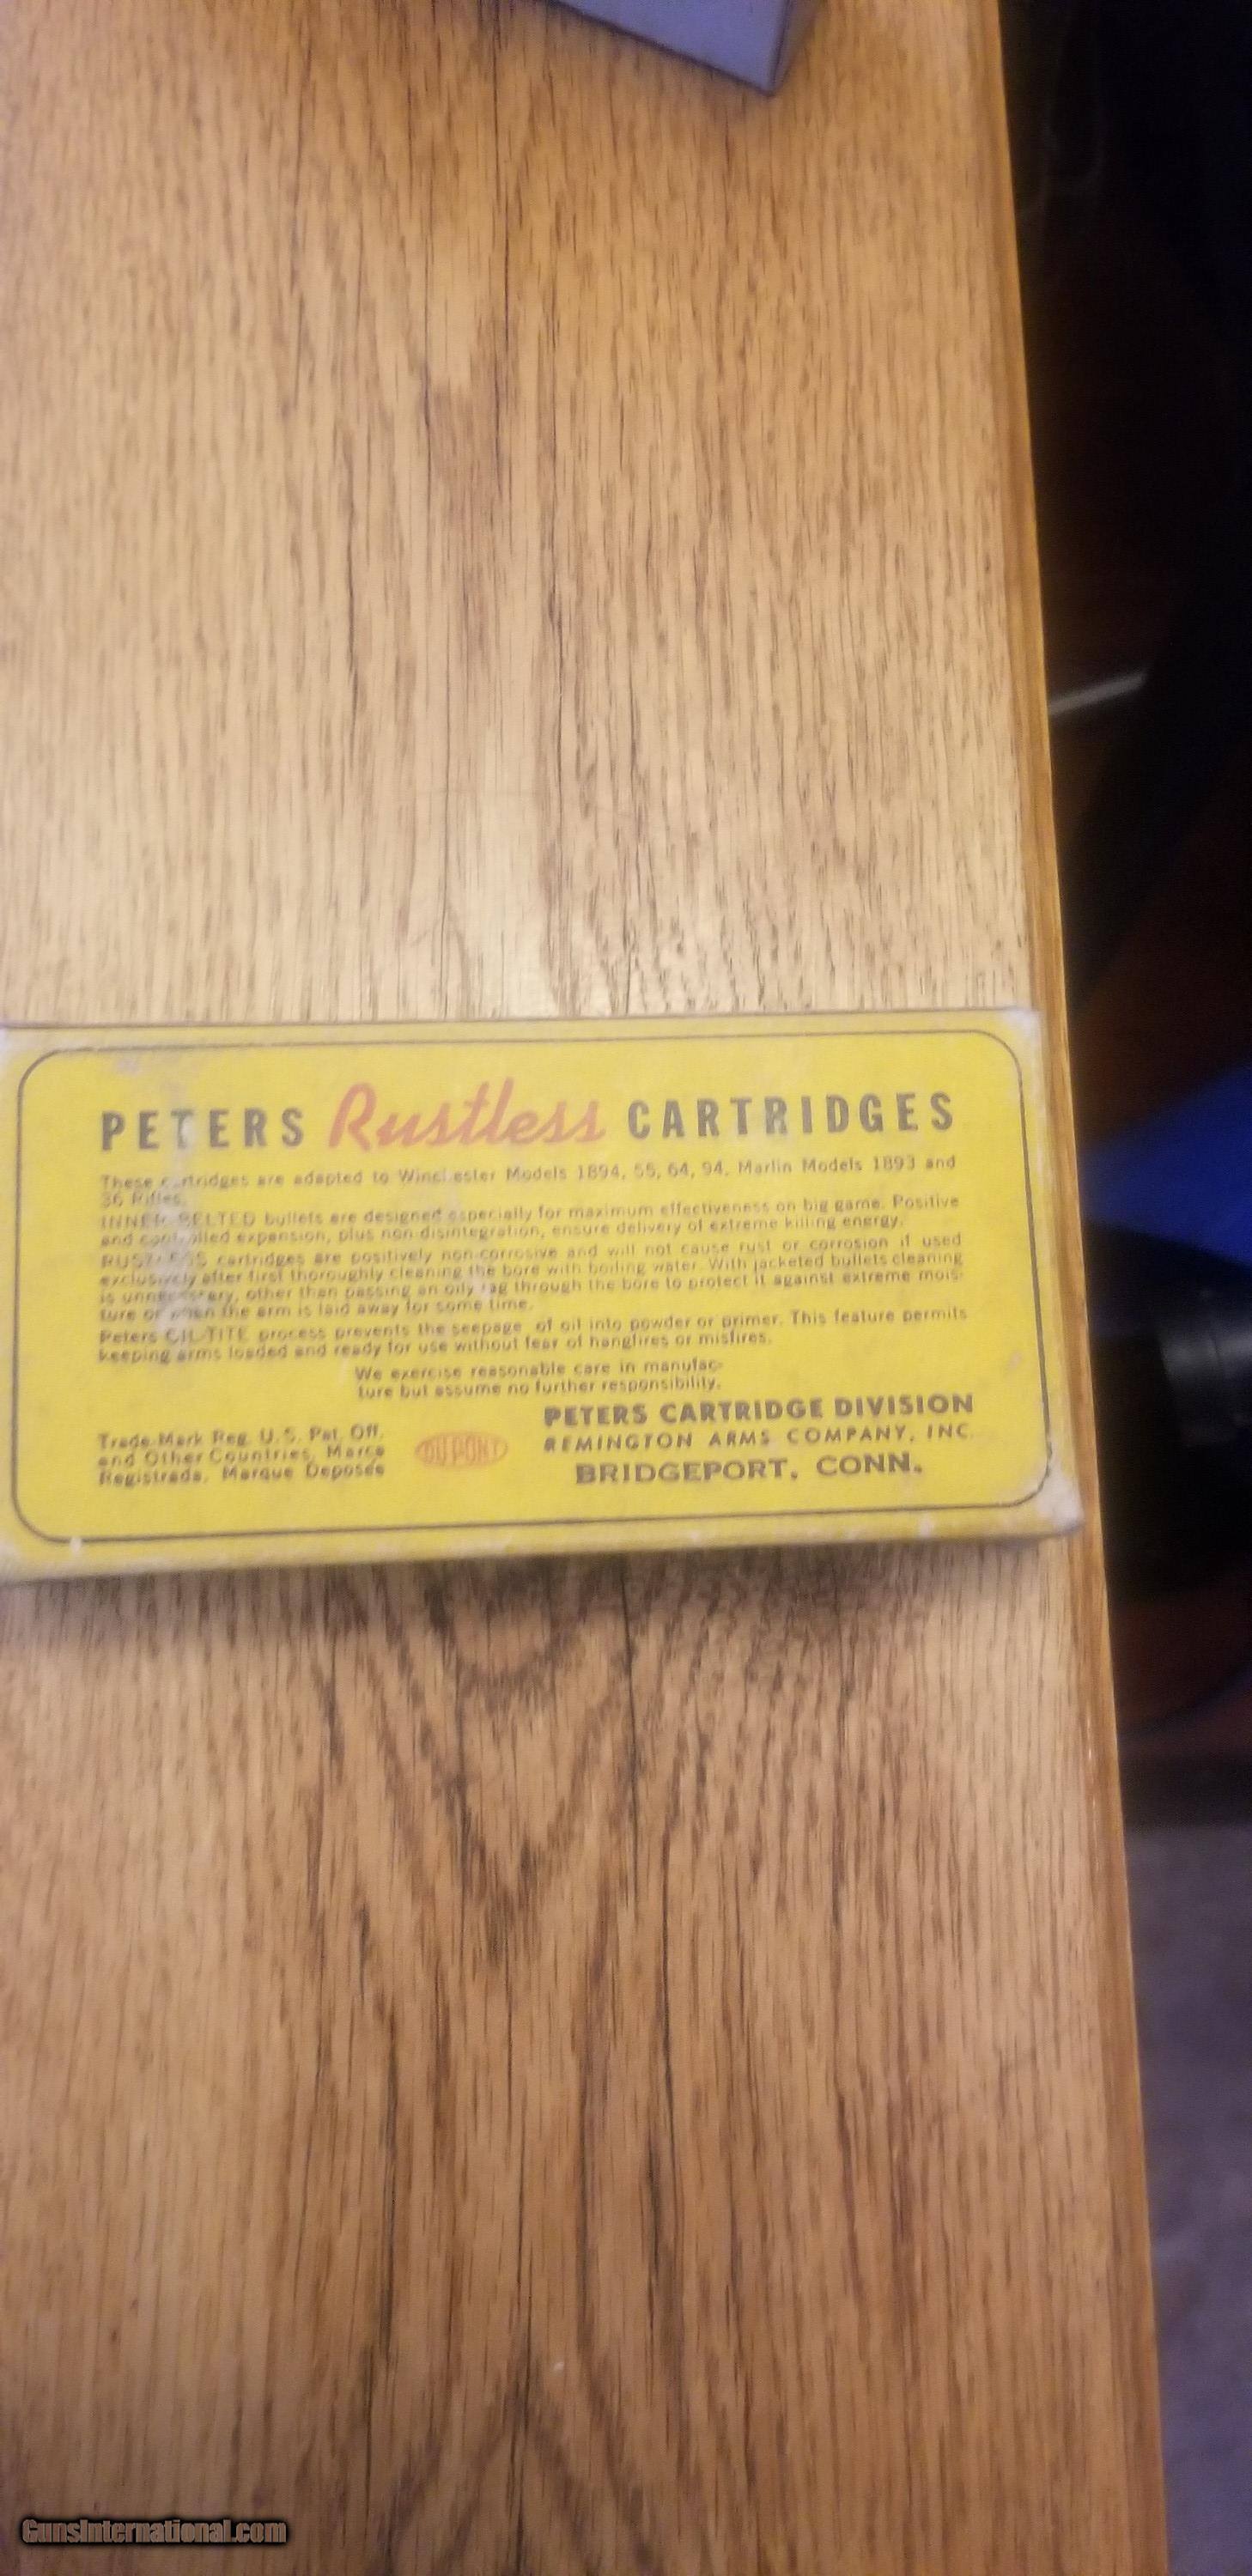 PETERS Rustless CARTRIDGES
These cartridges are adapted to Winchester Models 1894, 55, 64, 94. Marlin Models 1893 and
36 Rifles.
INNER-BELTED bullets are designed especially for maximum effectiveness on big game. Positive
and controlled expansion, plus non-disintegration, ensure delivery of extreme killing energy.
RUSTLESS cartridges are positively non-corrosive and will not cause rust or corrosion if used
exclusively after first thoroughly cleaning the bore with boiling water. With jacketed bullets cleaning
is unnecessary, other than passing an oily rag through the bore to protect it against extreme mois-
ture or when the arm is laid away for some time.
Peters OIL-TITE process prevents the seepage of oil into powder or primer. This feature permits
keeping arms loaded and ready for use without fear of hangfires or misfires.
We exercise reasonable care in manufac-
ture but assume no further responsibility.
Trade Mark Reg. U. S. Pat. Off.
and Other Countries, Marca
Registrada, Marque Deposée
DU PONT
PETERS CARTRIDGE DIVISION
REMINGTON ARMS COMPANY, INC.
BRIDGEPORT, CONN.
GunsInternational.com